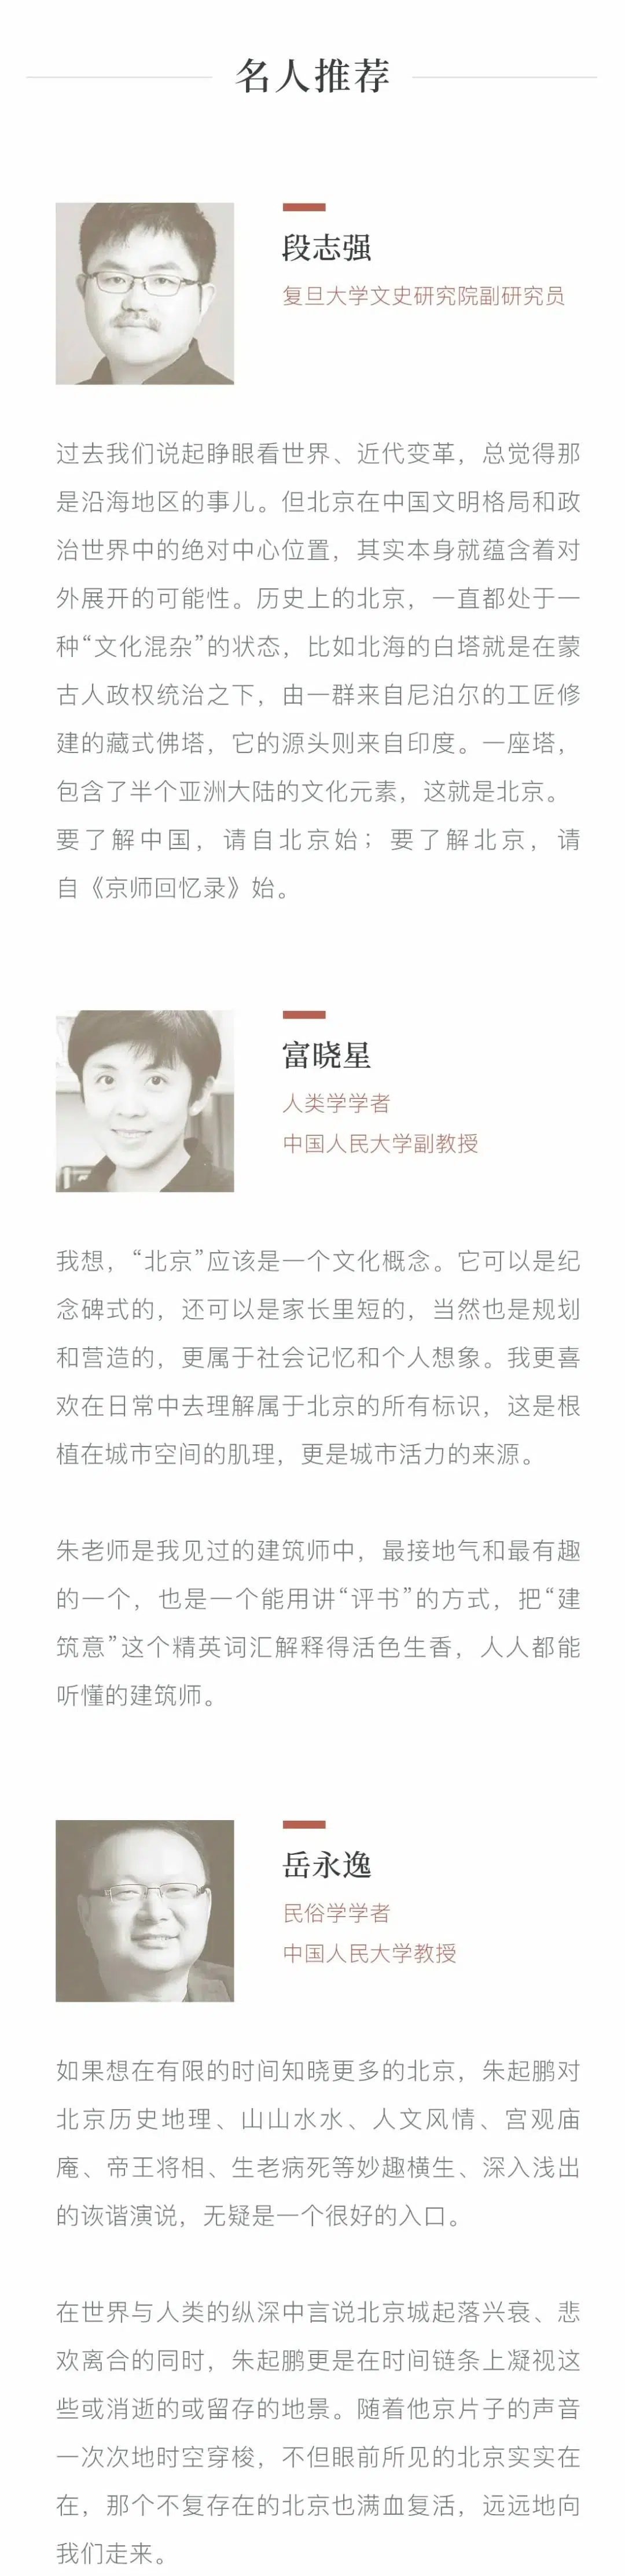 名人推荐
段志强
复旦大学文史研究院副研究员
过去我们说起睁眼看世界、近代变革，总觉得那
是沿海地区的事儿。但北京在中国文明格局和政
治世界中的绝对中心位置，其实本身就蕴含着对
外展开的可能性。历史上的北京，一直都处于一
种“文化混杂”的状态，比如北海的白塔就是在蒙
古人政权统治之下，由一群来自尼泊尔的工匠修
建的藏式佛塔，它的源头则来自印度。一座塔，
包含了半个亚洲大陆的文化元素，这就是北京。
要了解中国，请自北京始；要了解北京，请
自《京师回忆录》始。
富晓星
人类学学者
中国人民大学副教授
我想，“北京”应该是一个文化概念。它可以是纪
念碑式的，还可以是家长里短的，当然也是规划
和营造的，更属于社会记忆和个人想象。我更喜
欢在日常中去理解属于北京的所有标识，这是根
植在城市空间的肌理，更是城市活力的来源。
朱老师是我见过的建筑师中，最接地气和最有趣
的一个，也是一个能用讲“评书”的方式，把“建
筑意”这个精英词汇解释得活色生香，人人都能
听懂的建筑师。
岳永逸
民俗学学者
中国人民大学教授
如果想在有限的时间知晓更多的北京，朱起鹏对
北京历史地理、山山水水、人文风情、宫观庙
庵、帝王将相、生老病死等妙趣横生、深入浅出
的诙谐演说，无疑是一个很好的入口。
在世界与人类的纵深中言说北京城起落兴衰、悲
欢离合的同时，朱起鹏更是在时间链条上凝视这
些或消逝的或留存的地景。随着他京片子的声音
一次次地时空穿梭，不但眼前所见的北京实实在
在，那个不复存在的北京也满血复活，远远地向
我们走来。